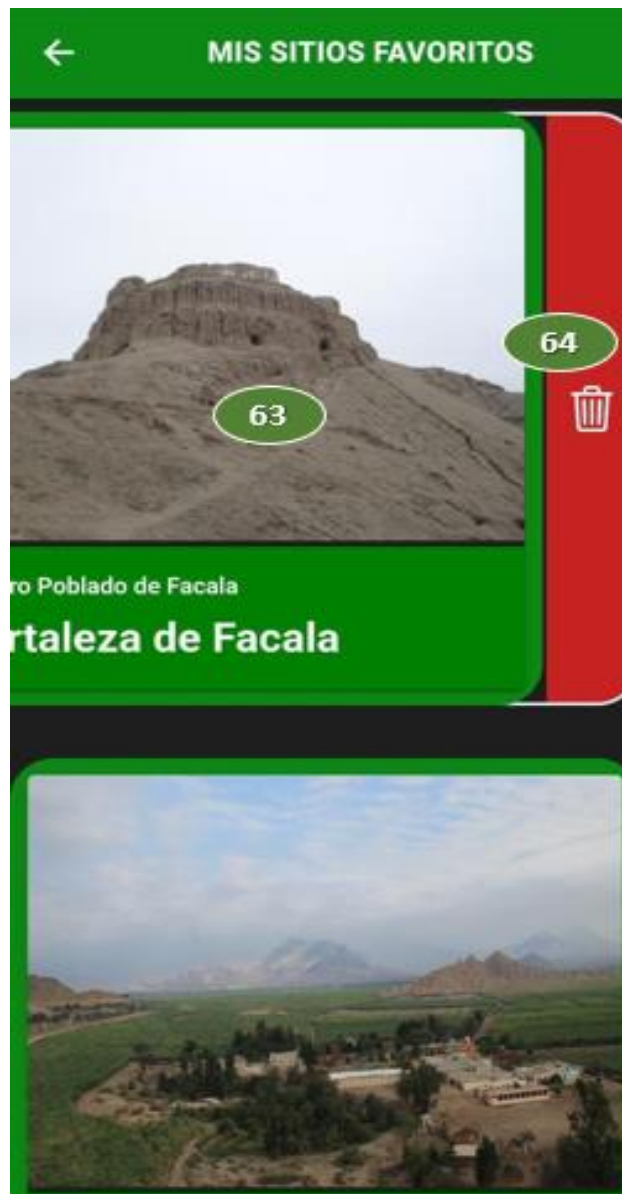 MIS SITIOS FAVORITOS
64
63
ro Poblado de Facala
rtaleza de Facala